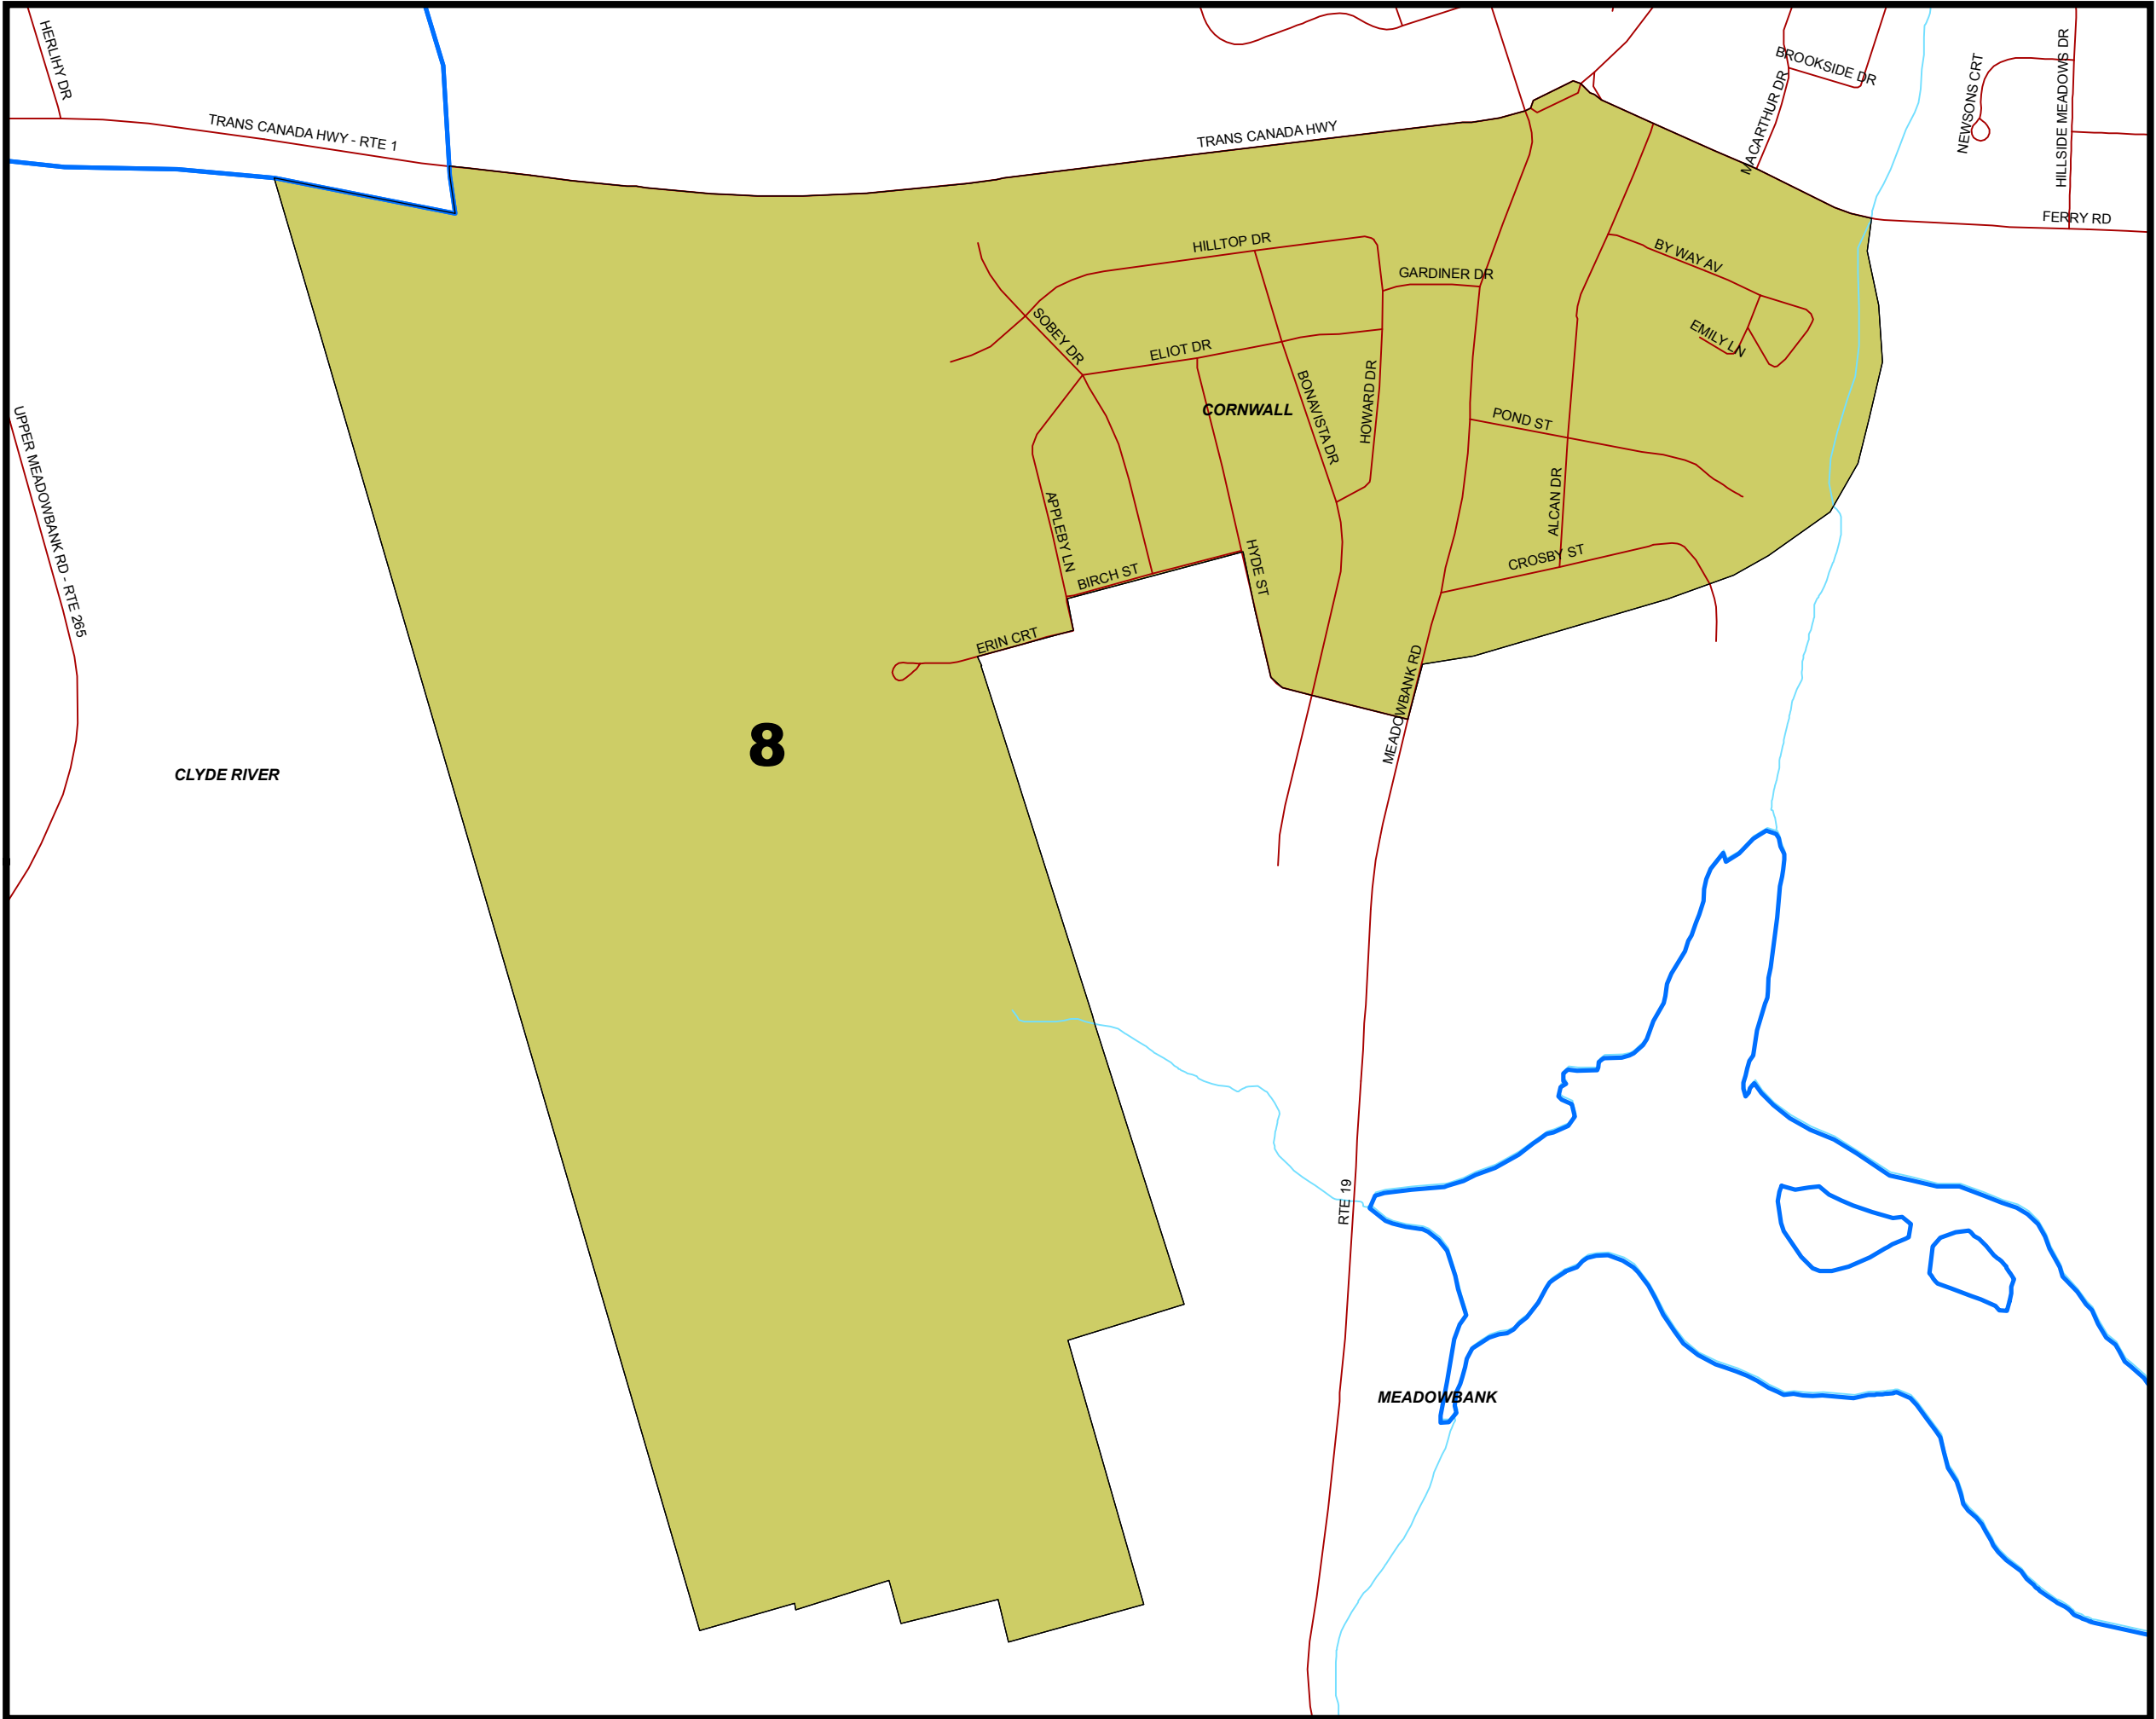 HERLIHY DR
TRANS CANADA HWY - RTE 1
TRANS CANADA HWY
BROOKSIDE DR
MACARTHUR DR
NEWSONS CRT
HILLSIDE MEADOWS DR
FERRY RD
HILLTOP DR
GARDINER DR
BY WAY AV
EMILY LN
SOBEY DR
ELIOT DR
BONAVISTA DR
HOWARD DR
CORNWALL
POND ST
ALCAN DR
APPLEBY LN
BIRCH ST
HYDE ST
CROSBY ST
ERIN CRT
MEADOWBANK RD
UPPER MEADOWBANK RD - RTE 265
8
CLYDE RIVER
RTE 19
MEADOWBANK